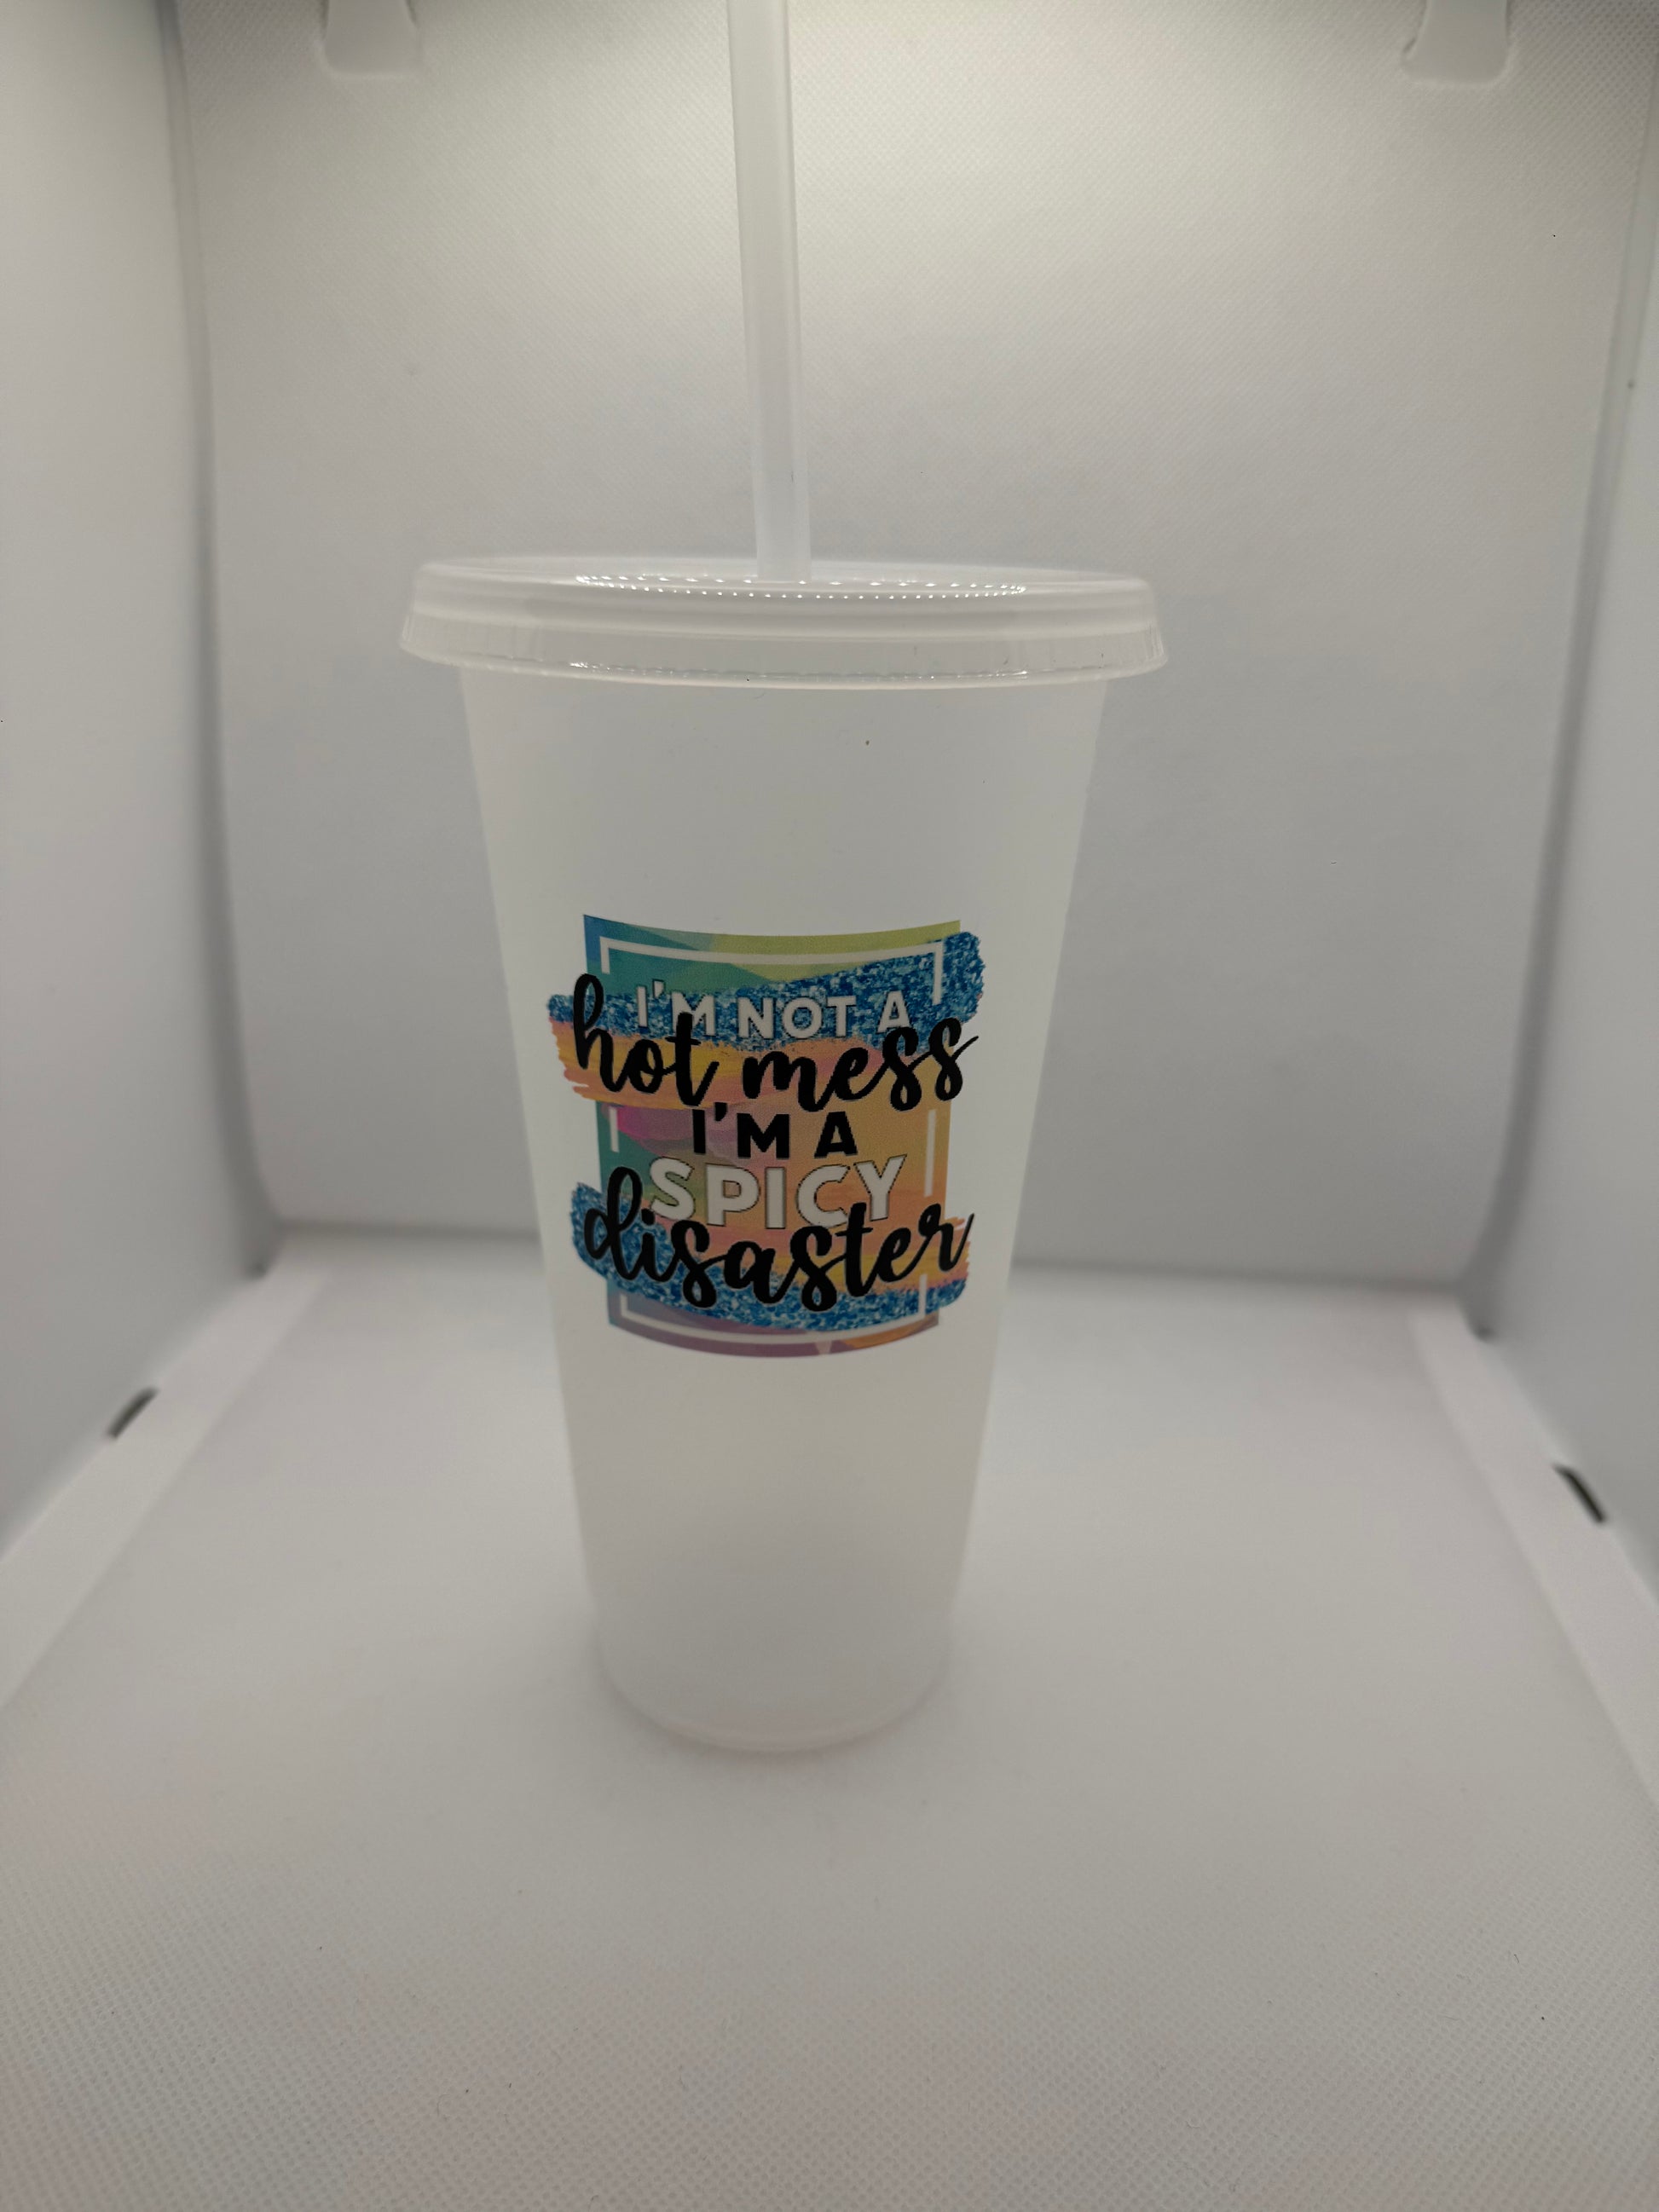 I'M NOT A
hot mess
I'M A
SPICY
disaster